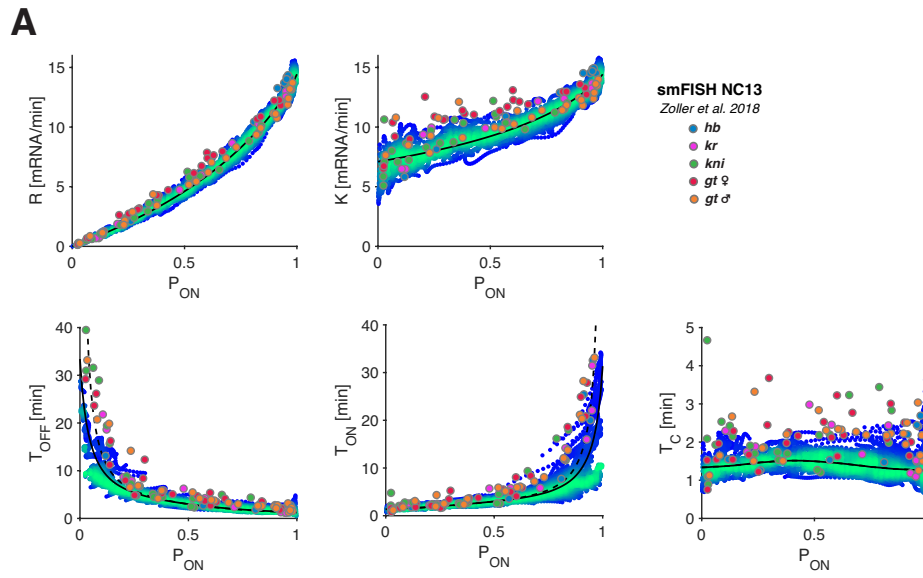 A
R [mRNA/min]
15
10
5
0
0
0.5
1
P_ON
K [mRNA/min]
15
10
5
0
0
0.5
1
P_ON
smFISH NC13
Zoller et al. 2018
hb
kr
kni
gt ♀
gt ♂
T_OFF [min]
40
30
20
10
0
0
0.5
1
P_ON
T_ON [min]
40
30
20
10
0
0
0.5
1
P_ON
T_C [min]
5
4
3
2
1
0
0
0.5
P_ON